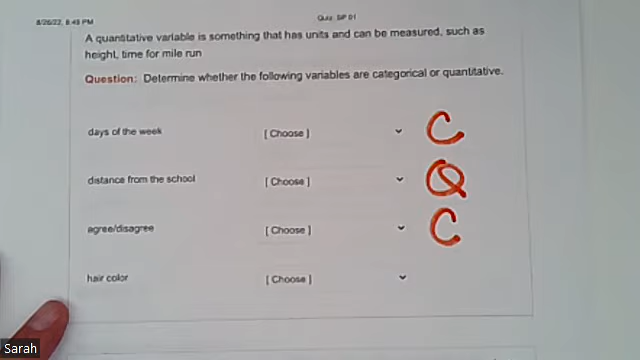 8/26/22, 8:45 PM
Quiz: SIP 01
A quantitative variable is something that has units and can be measured, such as
height, time for mile run
Question: Determine whether the following variables are categorical or quantitative.
days of the week [ Choose ] C
distance from the school [ Choose ] Q
agree/disagree [ Choose ] C
hair color [ Choose ]
Sarah